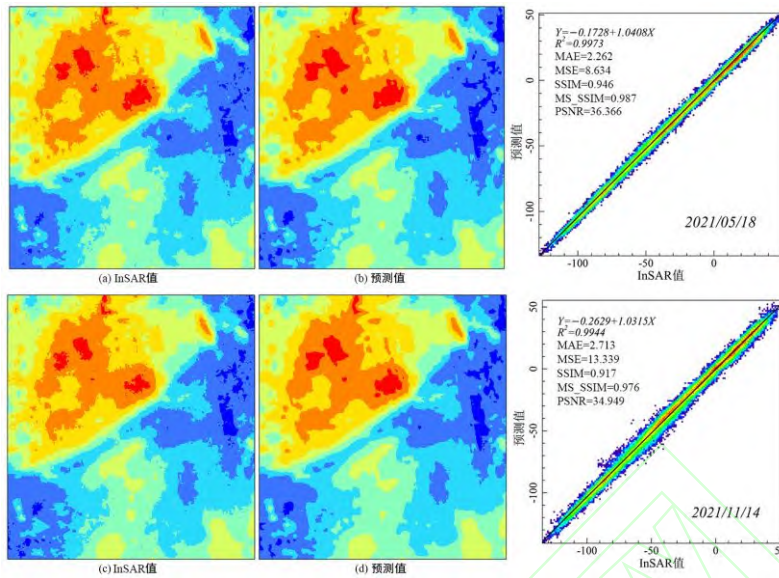 50
Y=−0.1728+1.0408X
R²=0.9973
MAE=2.262
MSE=8.634
SSIM=0.946
MS_SSIM=0.987
PSNR=36.366
0
预测值
-50
-100
2021/05/18
-100
-50
0
50
InSAR值
(a) InSAR值
(b) 预测值
50
Y=−0.2629+1.0315X
R²=0.9944
MAE=2.713
MSE=13.339
SSIM=0.917
MS_SSIM=0.976
PSNR=34.949
0
预测值
-50
-100
2021/11/14
-100
-50
0
50
InSAR值
(c) InSAR值
(d) 预测值